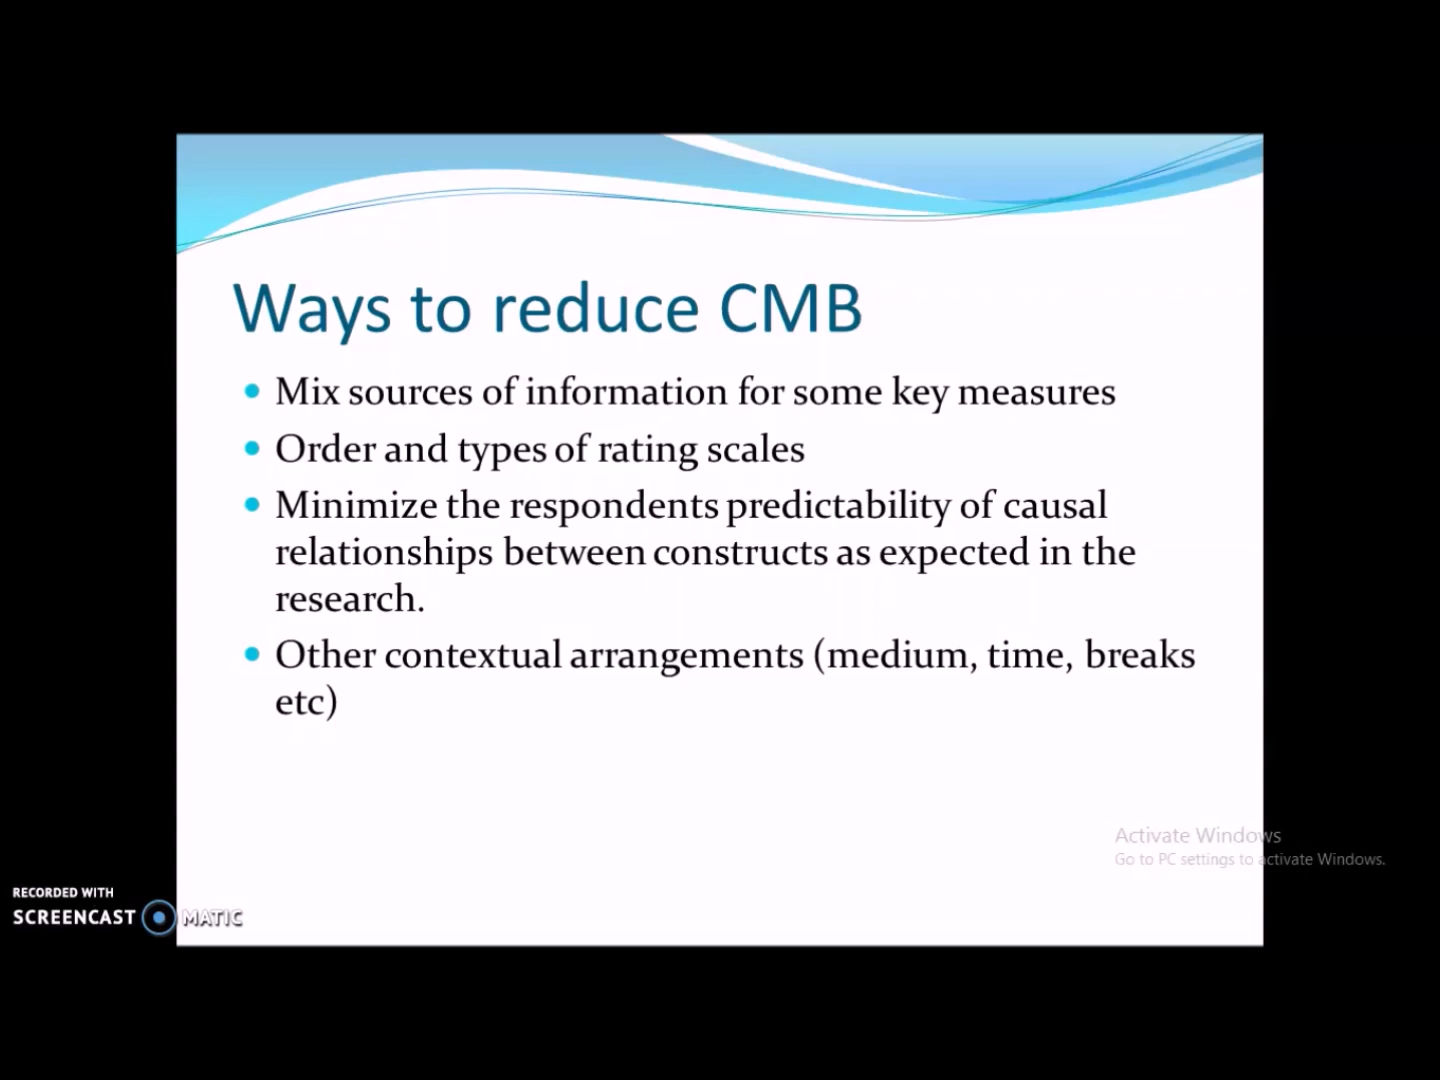 Ways to reduce CMB
Mix sources of information for some key measures
Order and types of rating scales
Minimize the respondents predictability of causal
relationships between constructs as expected in the
research.
Other contextual arrangements (medium, time, breaks
etc)
Activate Windows
Go to PC settings to activate Windows.
RECORDED WITH
SCREENCAST MATIC